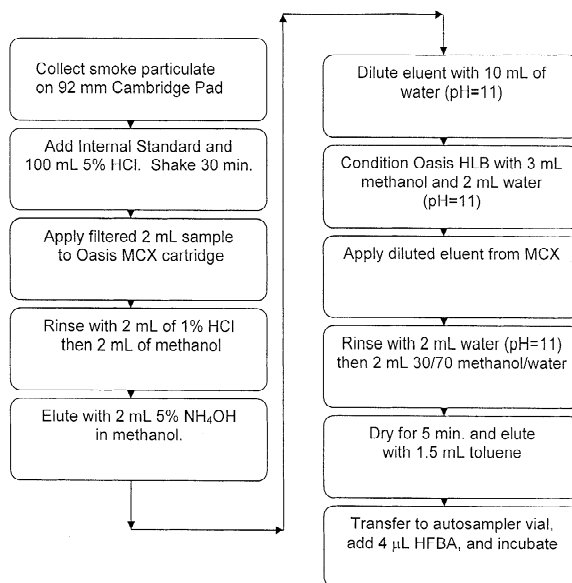 Collect smoke particulate
on 92 mm Cambridge Pad
Add Internal Standard and
100 mL 5% HCl. Shake 30 min.
Apply filtered 2 mL sample
to Oasis MCX cartridge
Rinse with 2 mL of 1% HCl
then 2 mL of methanol
Elute with 2 mL 5% NH₄OH
in methanol.
Dilute eluent with 10 mL of
water (pH=11)
Condition Oasis HLB with 3 mL
methanol and 2 mL water
(pH=11)
Apply diluted eluent from MCX
Rinse with 2 mL water (pH=11)
then 2 mL 30/70 methanol/water
Dry for 5 min. and elute
with 1.5 mL toluene
Transfer to autosampler vial,
add 4 μL HFBA, and incubate